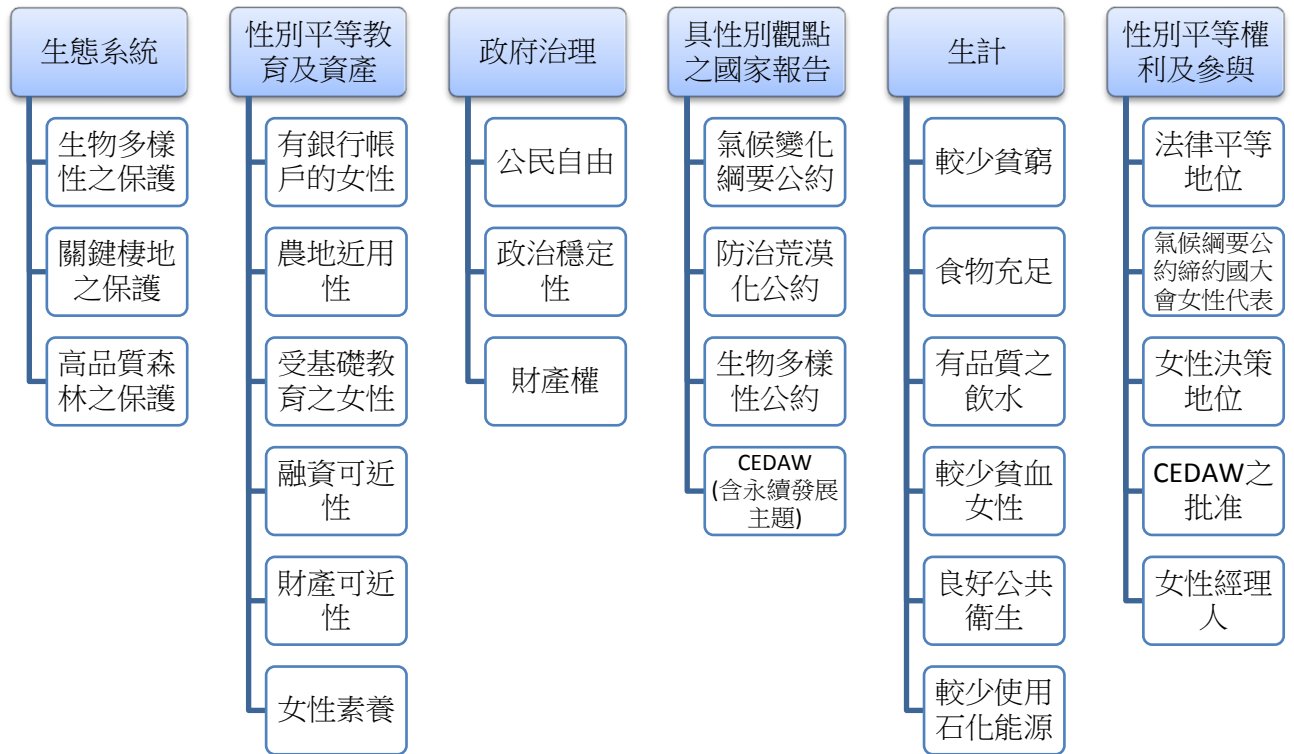 生態系統
生物多樣
性之保護
關鍵棲地
之保護
高品質森
林之保護
性別平等教
育及資產
有銀行帳
戶的女性
農地近用
性
受基礎教
育之女性
融資可近
性
財產可近
性
女性素養
政府治理
公民自由
政治穩定
性
財產權
具性別觀點
之國家報告
氣候變化
綱要公約
防治荒漠
化公約
生物多樣
性公約
CEDAW
(含永續發展
主題)
生計
較少貧窮
食物充足
有品質之
飲水
較少貧血
女性
良好公共
衛生
較少使用
石化能源
性別平等權
利及參與
法律平等
地位
氣候綱要公
約締約國大
會女性代表
女性決策
地位
CEDAW之
批准
女性經理
人